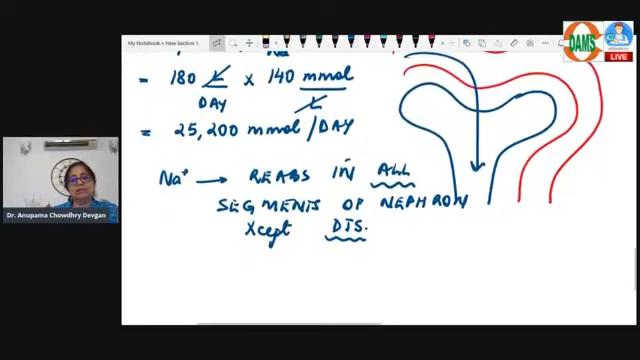 My Notebook » New Section 1
DAMS
LIVE
= 180 L x 140 mmol
DAY L
= 25,200 mmol/DAY
Na+ → REABS IN ALL
SEGMENTS OF NEPHRON
Xcept DTS.
Dr. Anupama Chowdhry Devgan